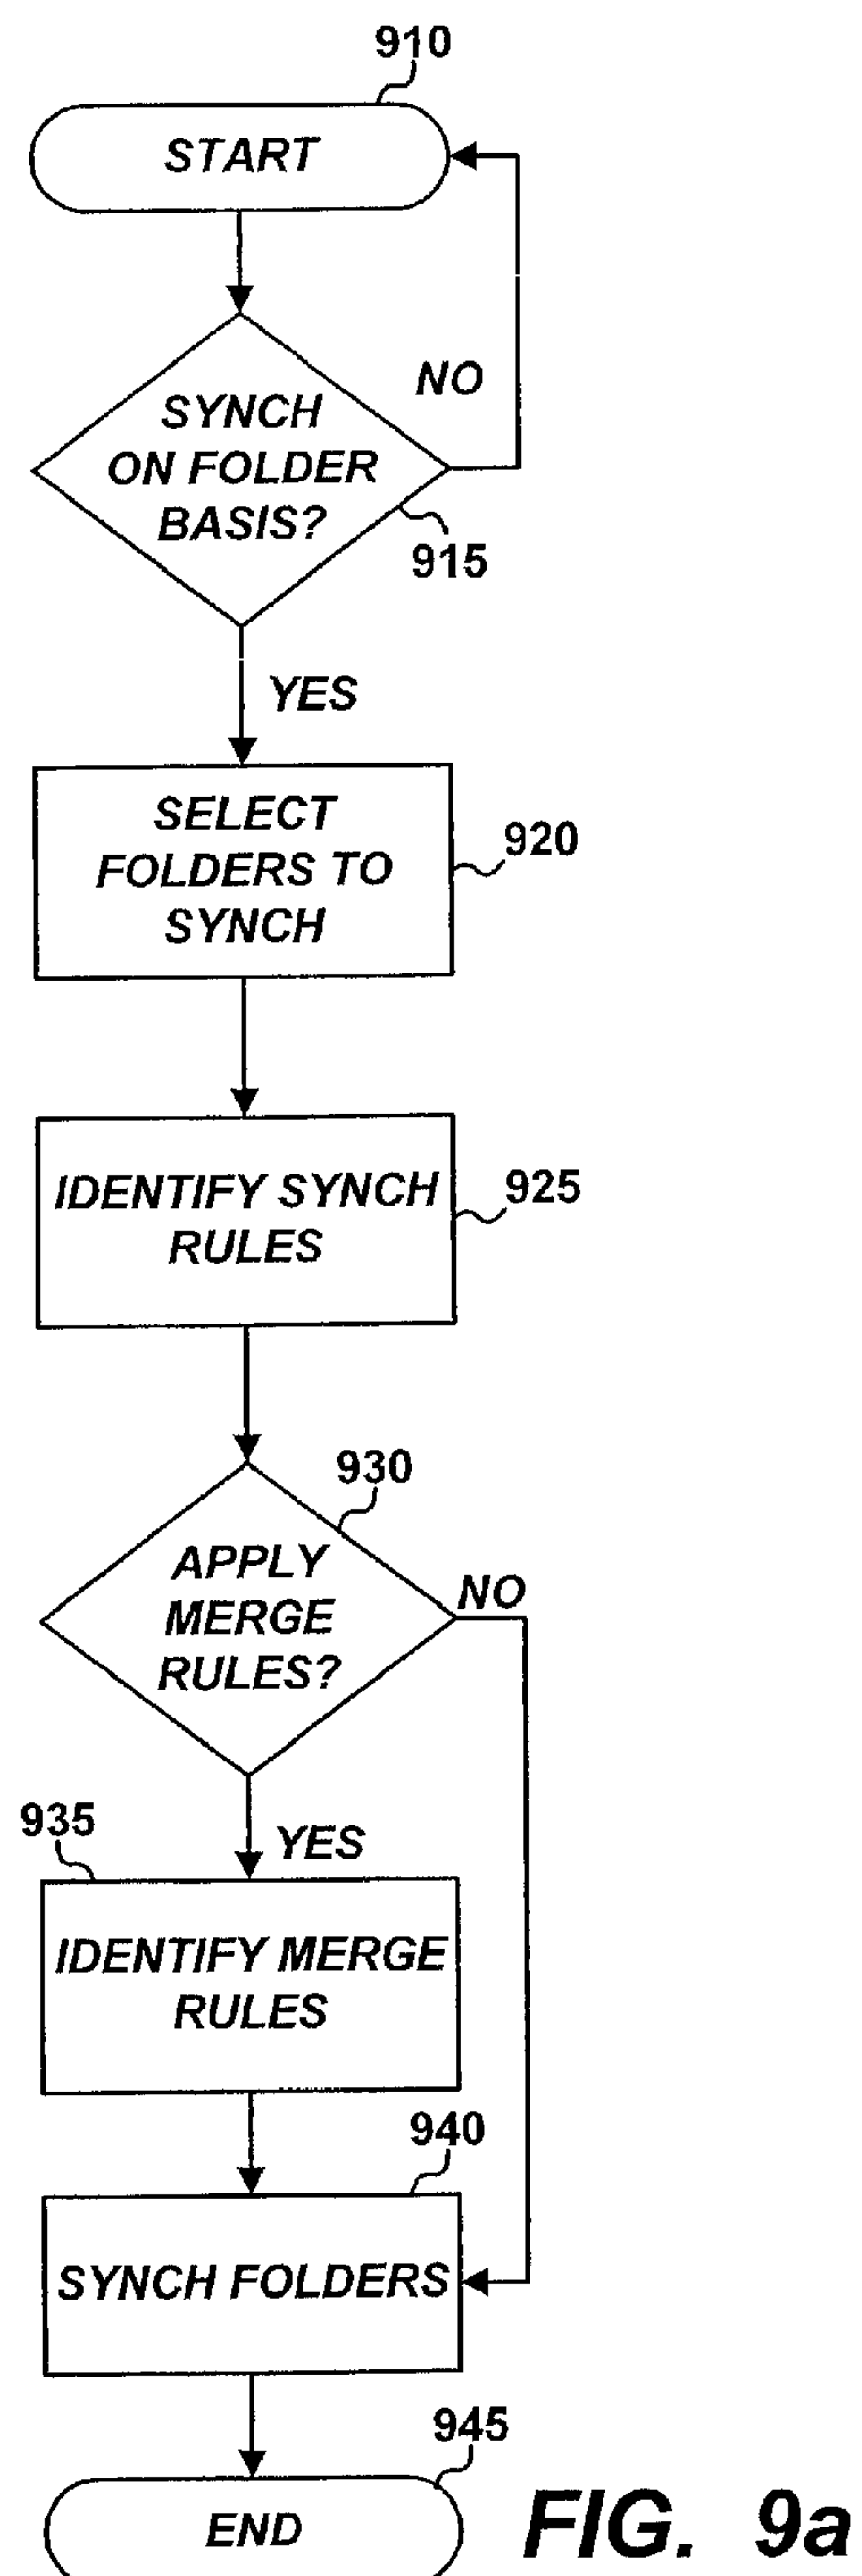 910
START
NO
SYNCH
ON FOLDER
BASIS?
915
YES
SELECT
FOLDERS TO
SYNCH
920
IDENTIFY SYNCH
RULES
925
930
APPLY
MERGE
RULES?
NO
935
YES
IDENTIFY MERGE
RULES
940
SYNCH FOLDERS
945
END
FIG. 9a